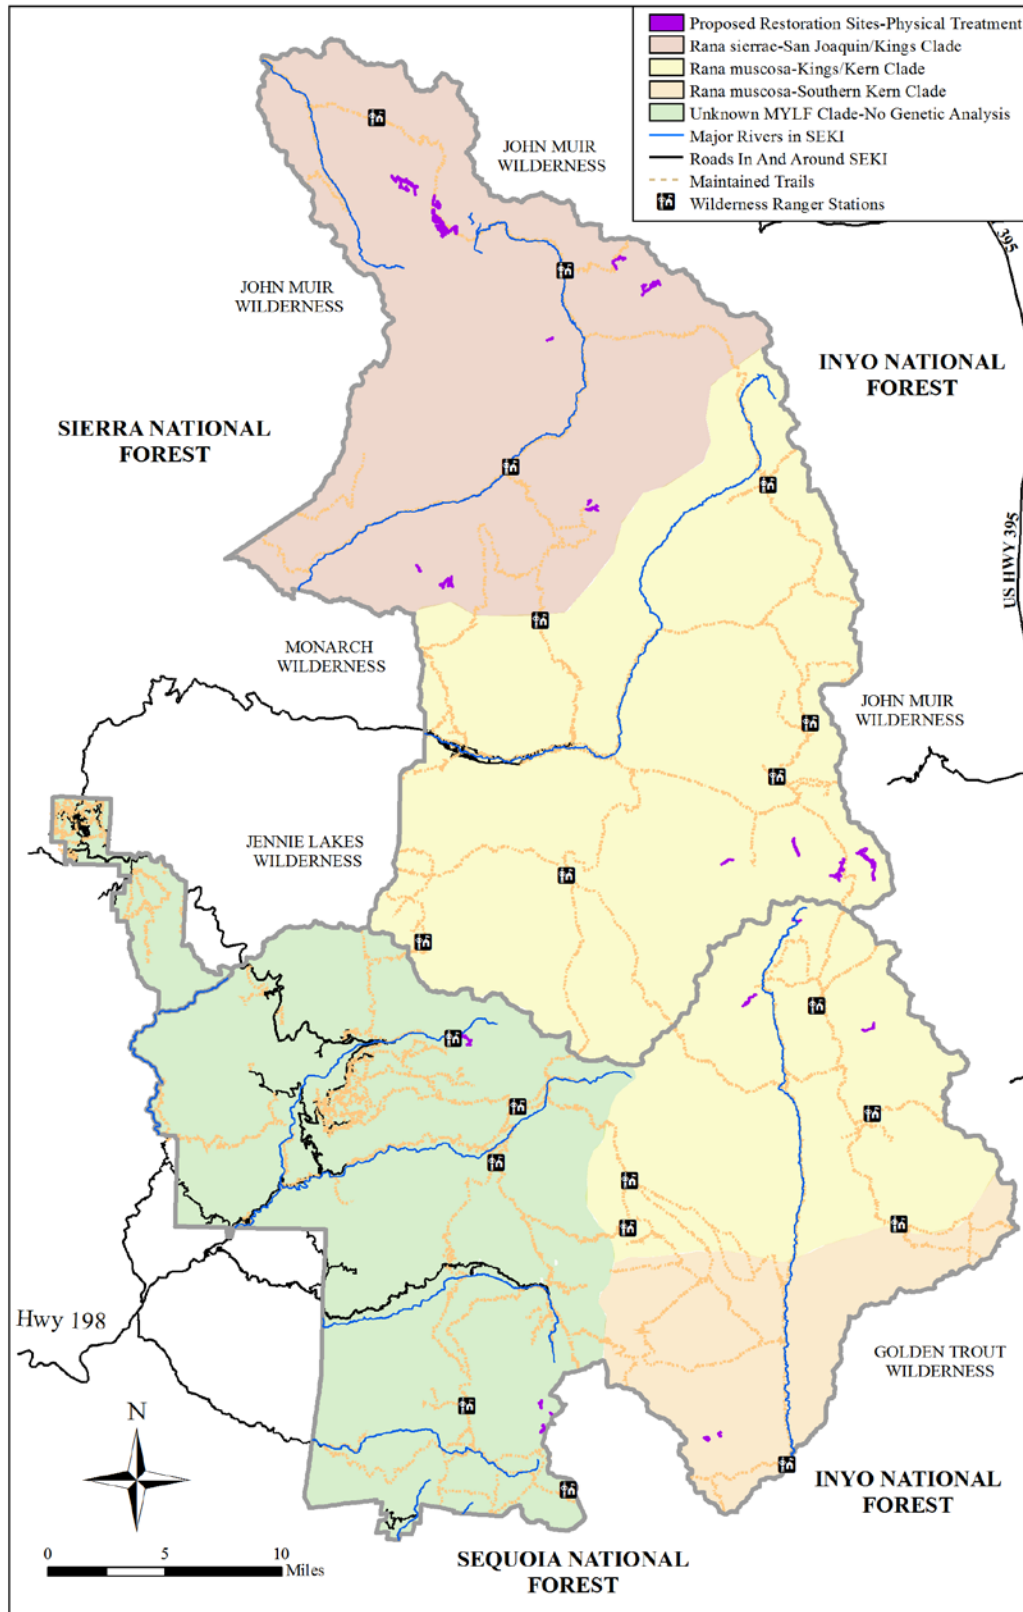 Proposed Restoration Sites-Physical Treatment
Rana sierrae-San Joaquin/Kings Clade
Rana muscosa-Kings/Kern Clade
Rana muscosa-Southern Kern Clade
Unknown MYLF Clade-No Genetic Analysis
Major Rivers in SEKI
Roads In And Around SEKI
Maintained Trails
Wilderness Ranger Stations
JOHN MUIR
WILDERNESS
395
JOHN MUIR
WILDERNESS
INYO NATIONAL
FOREST
SIERRA NATIONAL
FOREST
US HWY 395
MONARCH
WILDERNESS
JOHN MUIR
WILDERNESS
JENNIE LAKES
WILDERNESS
Hwy 198
GOLDEN TROUT
WILDERNESS
N
INYO NATIONAL
FOREST
0 5 10
Miles
SEQUOIA NATIONAL
FOREST